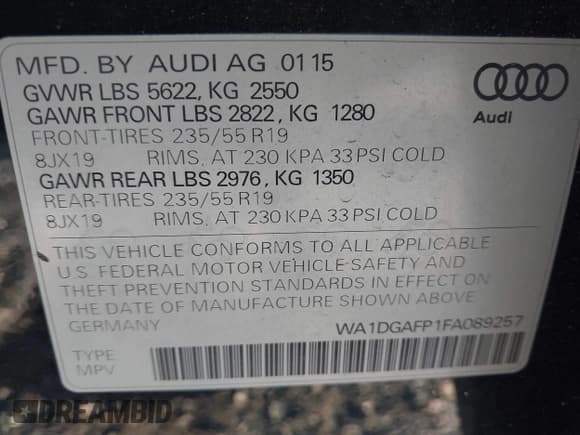 MFD. BY AUDI AG 01 15
GVWR LBS 5622, KG 2550
GAWR FRONT LBS 2822, KG 1280
FRONT-TIRES 235/55 R19
8JX19 RIMS, AT 230 KPA 33 PSI COLD
GAWR REAR LBS 2976, KG 1350
REAR-TIRES 235/55 R19
8JX19 RIMS, AT 230 KPA 33 PSI COLD
Audi
THIS VEHICLE CONFORMS TO ALL APPLICABLE
U.S. FEDERAL MOTOR VEHICLE-SAFETY AND
THEFT PREVENTION STANDARDS IN EFFECT ON
THE DATE OF MANUFACTURE SHOWN ABOVE.
GERMANY WA1DGAFP1FA089257
TYPE
MPV
DREAMBID